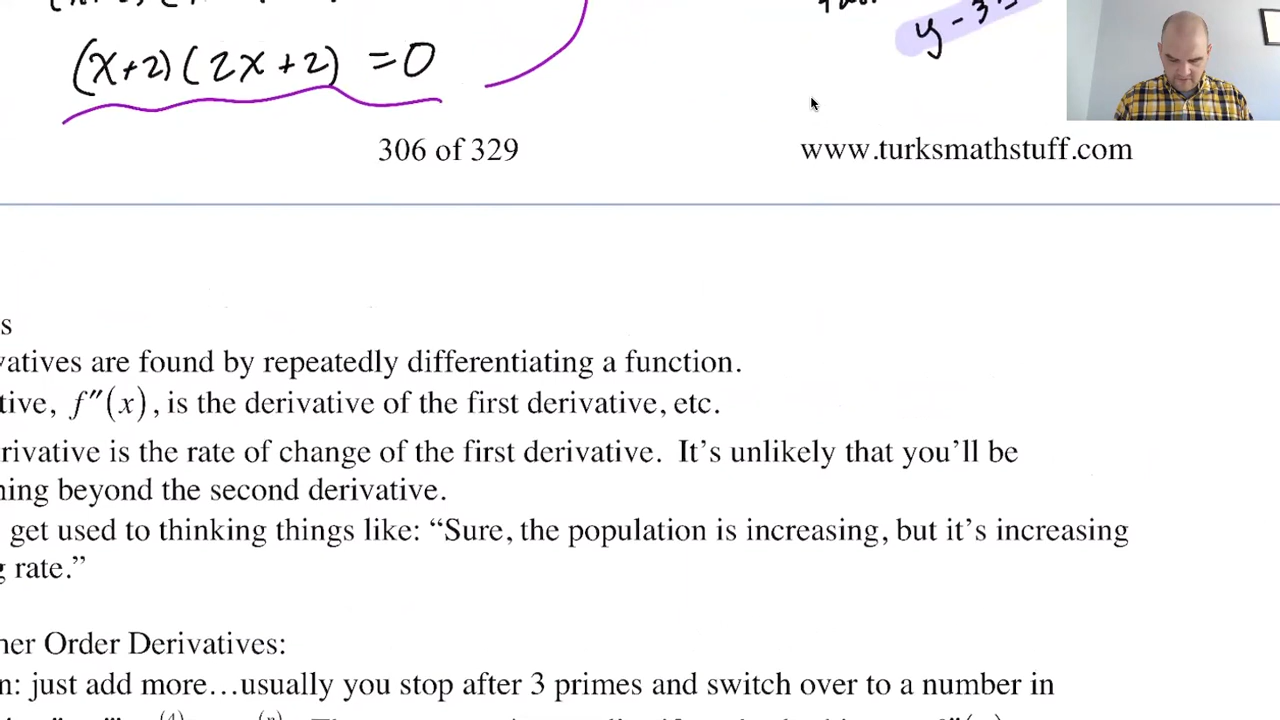 (x+2)(2x+2) = 0
y - 3
306 of 329
www.turksmathstuff.com
s
vatives are found by repeatedly differentiating a function.
tive, f″(x), is the derivative of the first derivative, etc.
rivative is the rate of change of the first derivative. It's unlikely that you'll be
ning beyond the second derivative.
get used to thinking things like: “Sure, the population is increasing, but it's increasing
g rate.”
her Order Derivatives:
n: just add more…usually you stop after 3 primes and switch over to a number in